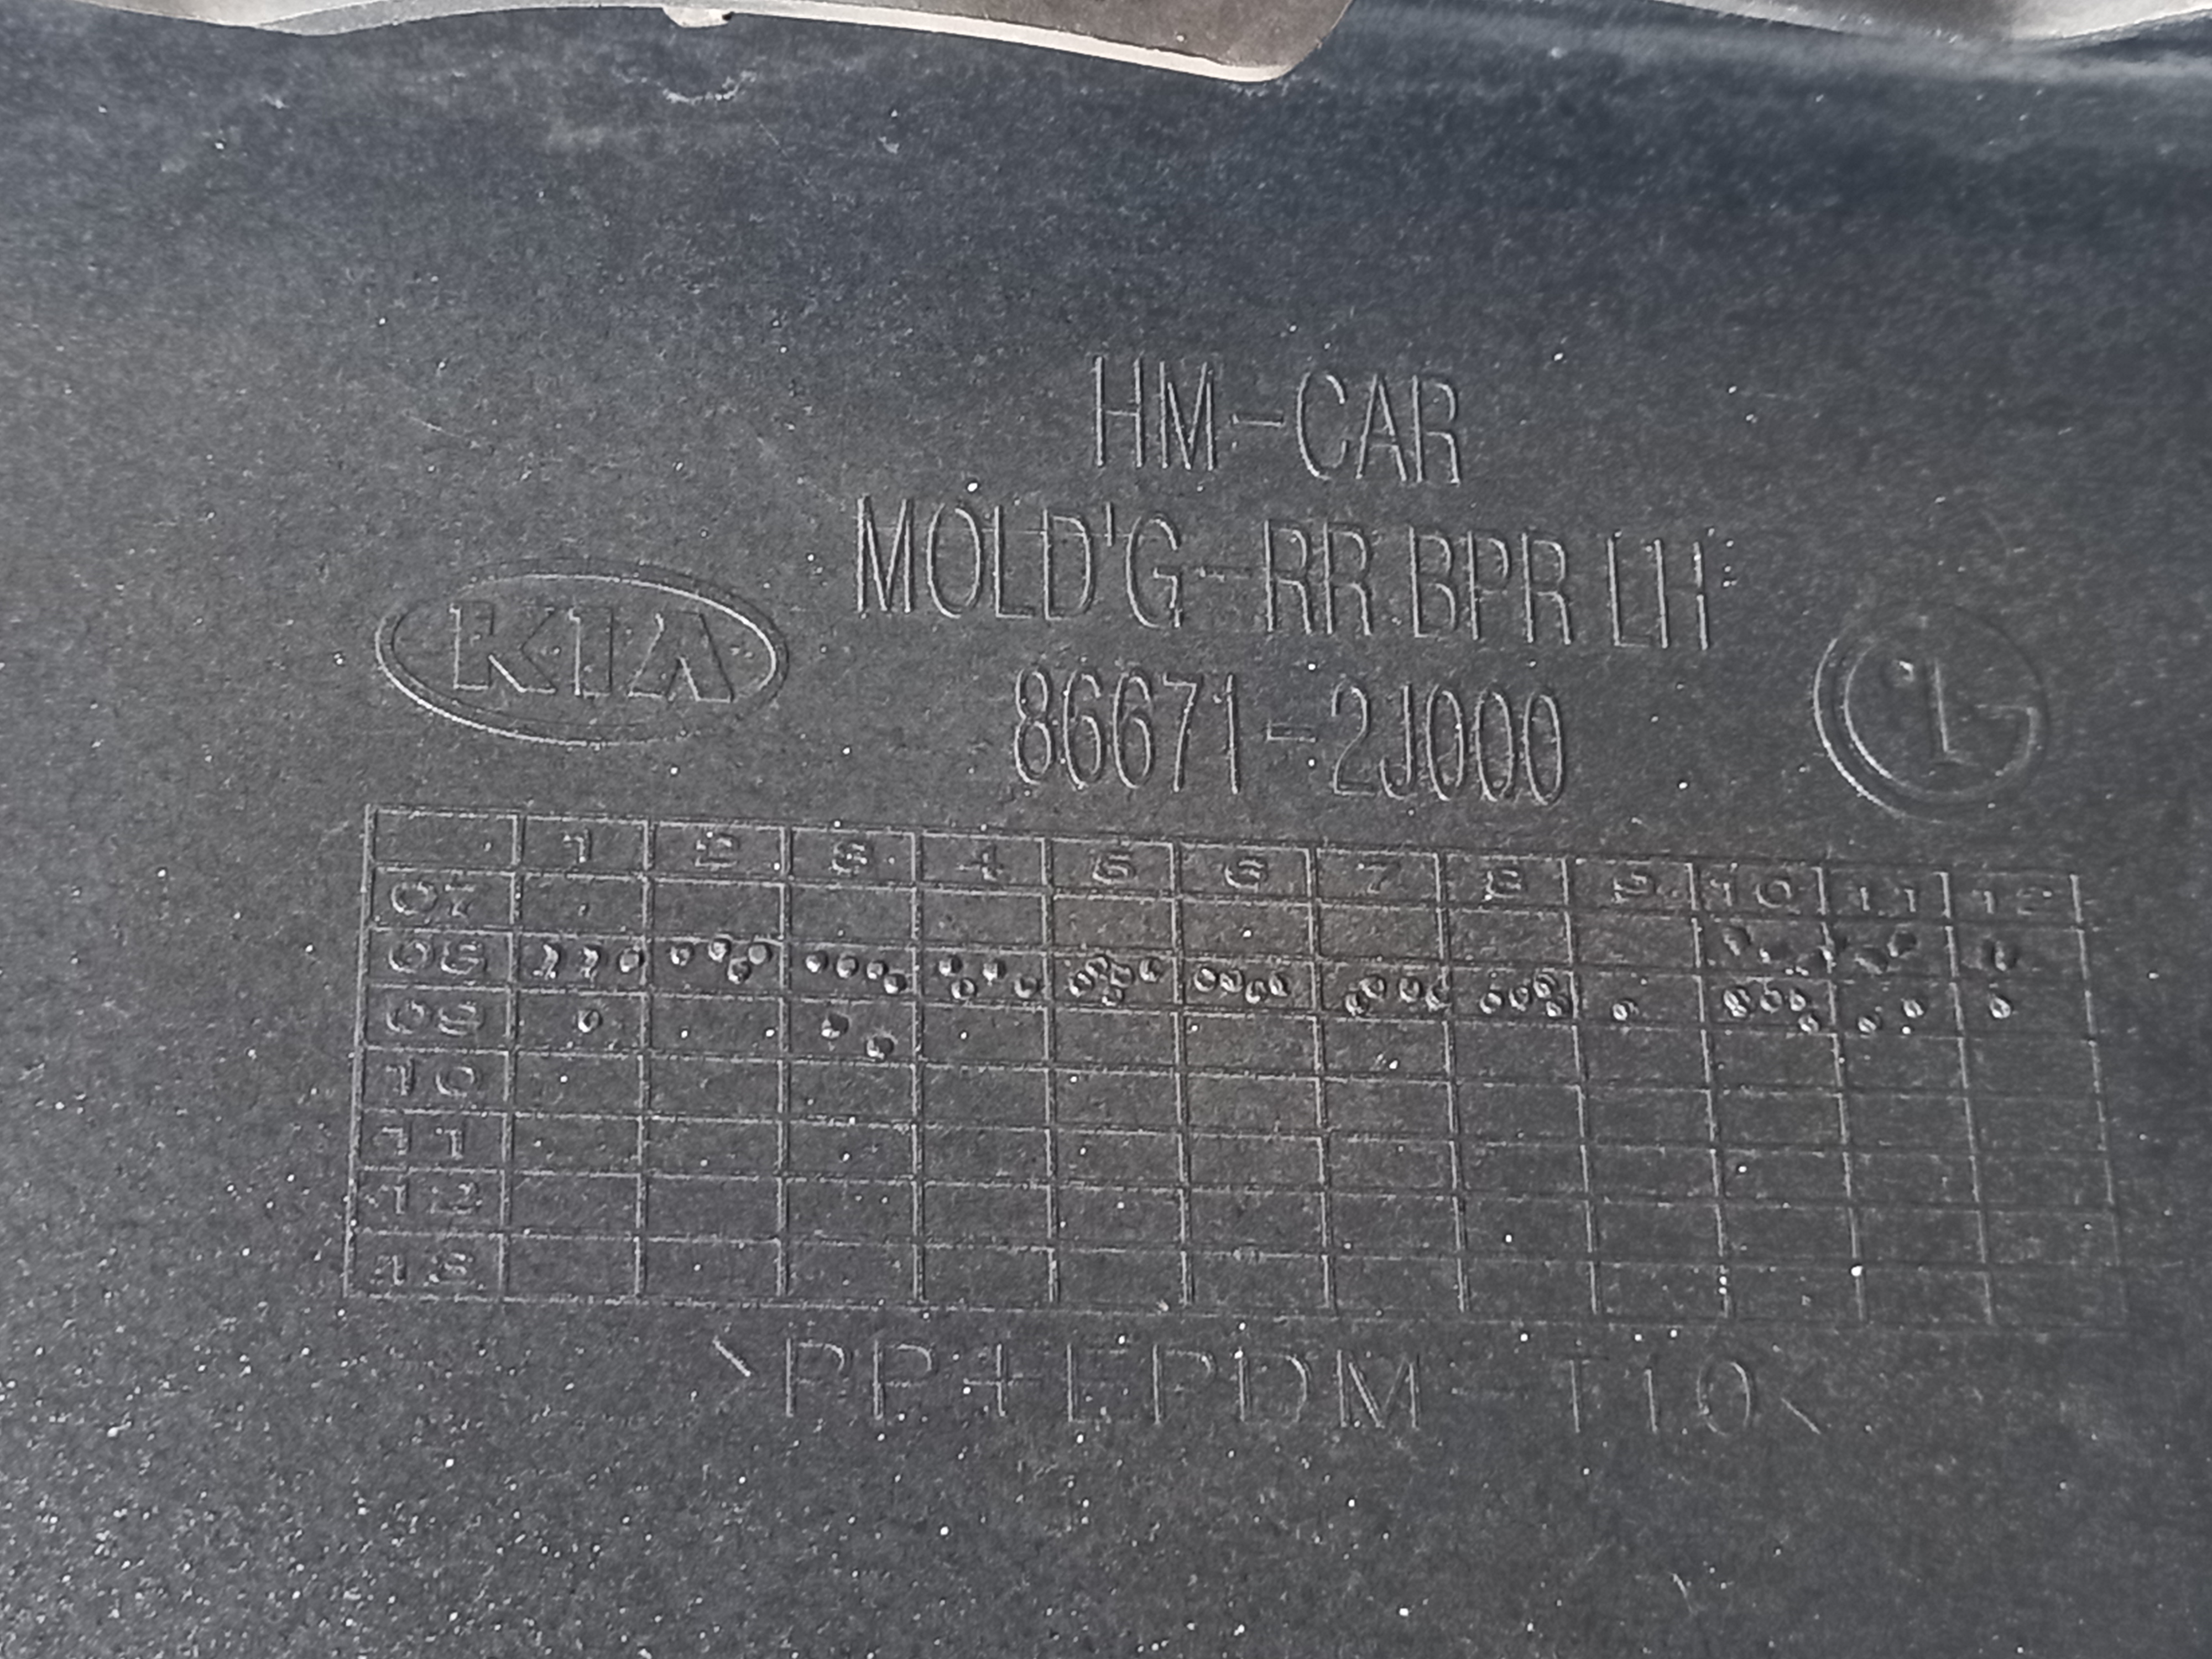 HM-CAR
MOLD'G-RR BPR LH
KIA
86671-2J000
LG
1 2 3 4 5 6 7 8 9 10 11 12
07
08
09
10
11
12
13
>PP+EPDM-T10<